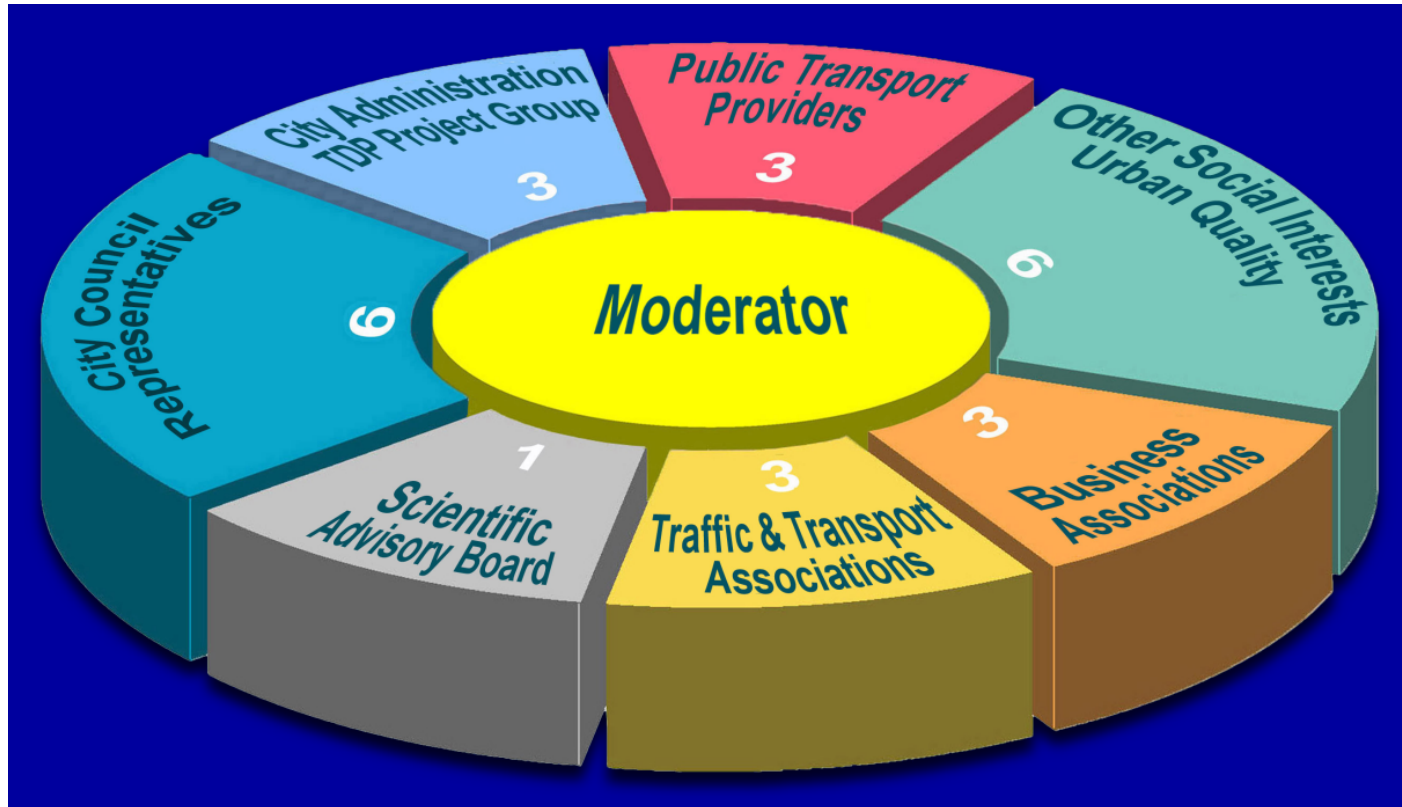 City Administration
TDP Project Group
3
Public Transport
Providers
3
Other Social Interests
Urban Quality
6
City Council
Representatives
6
Moderator
Scientific
Advisory Board
1
3
Traffic & Transport
Associations
3
Business
Associations